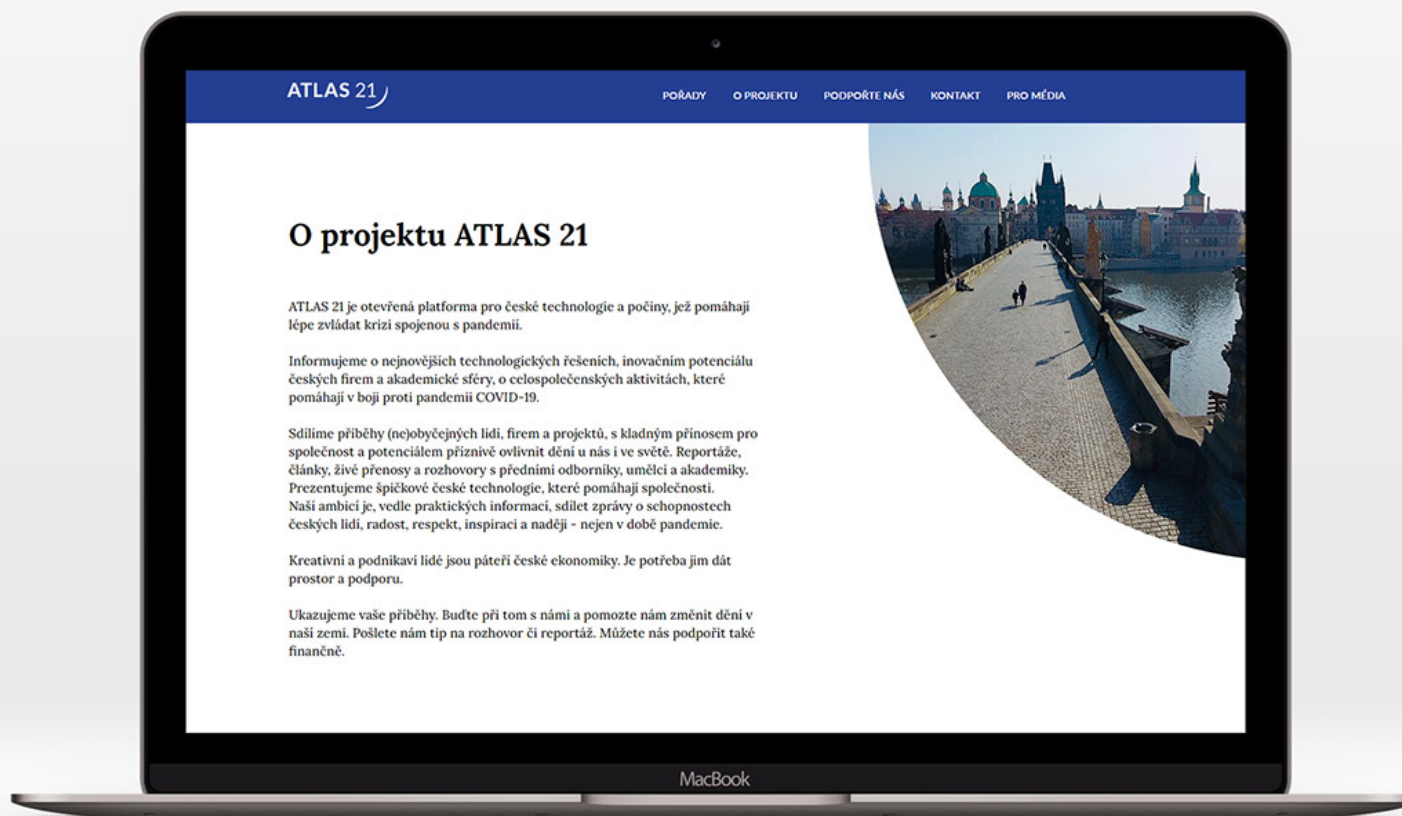 ATLAS 21
POŘADY O PROJEKTU PODPOŘTE NÁS KONTAKT PRO MÉDIA
O projektu ATLAS 21
ATLAS 21 je otevřená platforma pro české technologie a počiny, jež pomáhají
lépe zvládat krizi spojenou s pandemií.
Informujeme o nejnovějších technologických řešeních, inovačním potenciálu
českých firem a akademické sféry, o celospolečenských aktivitách, které
pomáhají v boji proti pandemii COVID-19.
Sdílíme příběhy (ne)obyčejných lidí, firem a projektů, s kladným přínosem pro
společnost a potenciálem příznivě ovlivnit dění u nás i ve světě. Reportáže,
články, živé přenosy a rozhovory s předními odborníky, umělci a akademiky.
Prezentujeme špičkové české technologie, které pomáhají společnosti.
Naší ambicí je, vedle praktických informací, sdílet zprávy o schopnostech
českých lidí, radost, respekt, inspiraci a naději - nejen v době pandemie.
Kreativní a podnikaví lidé jsou páteří české ekonomiky. Je potřeba jim dát
prostor a podporu.
Ukazujeme vaše příběhy. Buďte při tom s námi a pomozte nám změnit dění v
naší zemi. Pošlete nám tip na rozhovor či reportáž. Můžete nás podpořit také
finančně.
MacBook